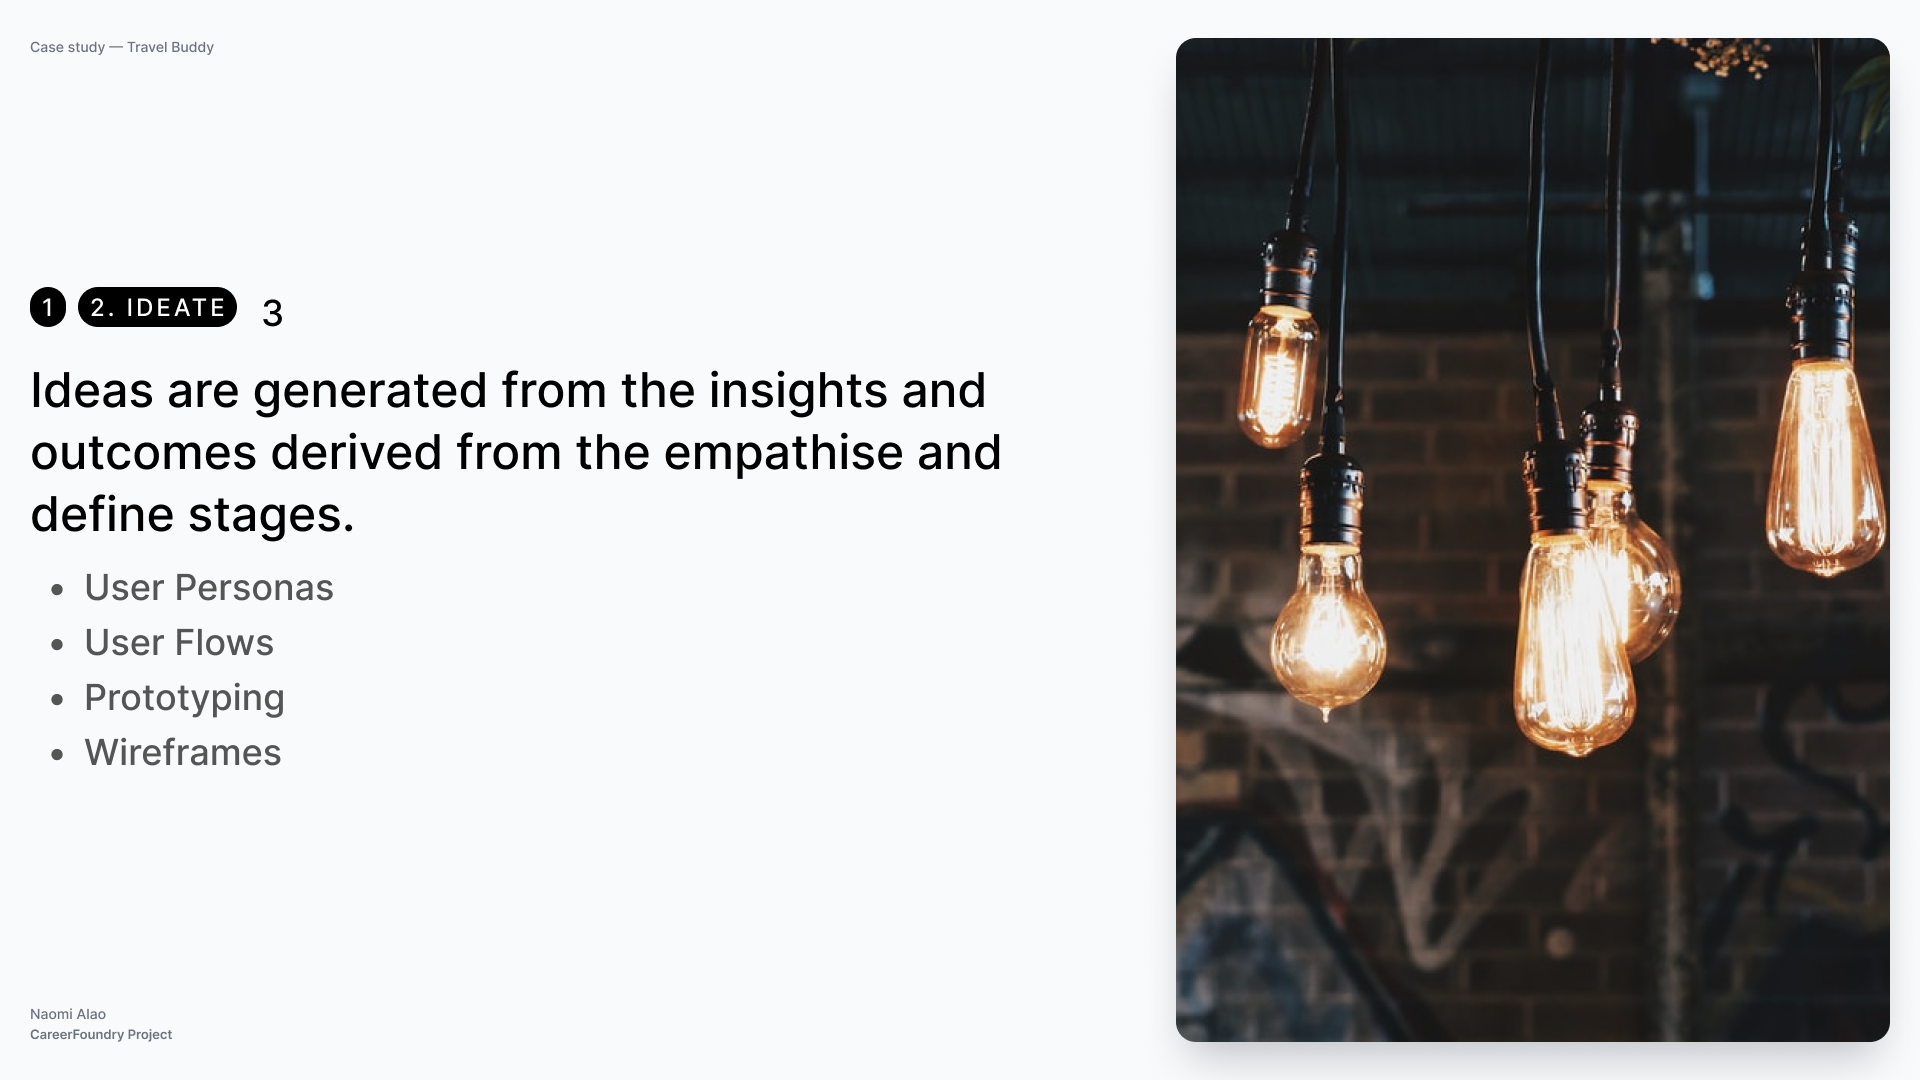 Case study — Travel Buddy
1 2. IDEATE 3
Ideas are generated from the insights and
outcomes derived from the empathise and
define stages.
• User Personas
• User Flows
• Prototyping
• Wireframes
Naomi Alao
CareerFoundry Project